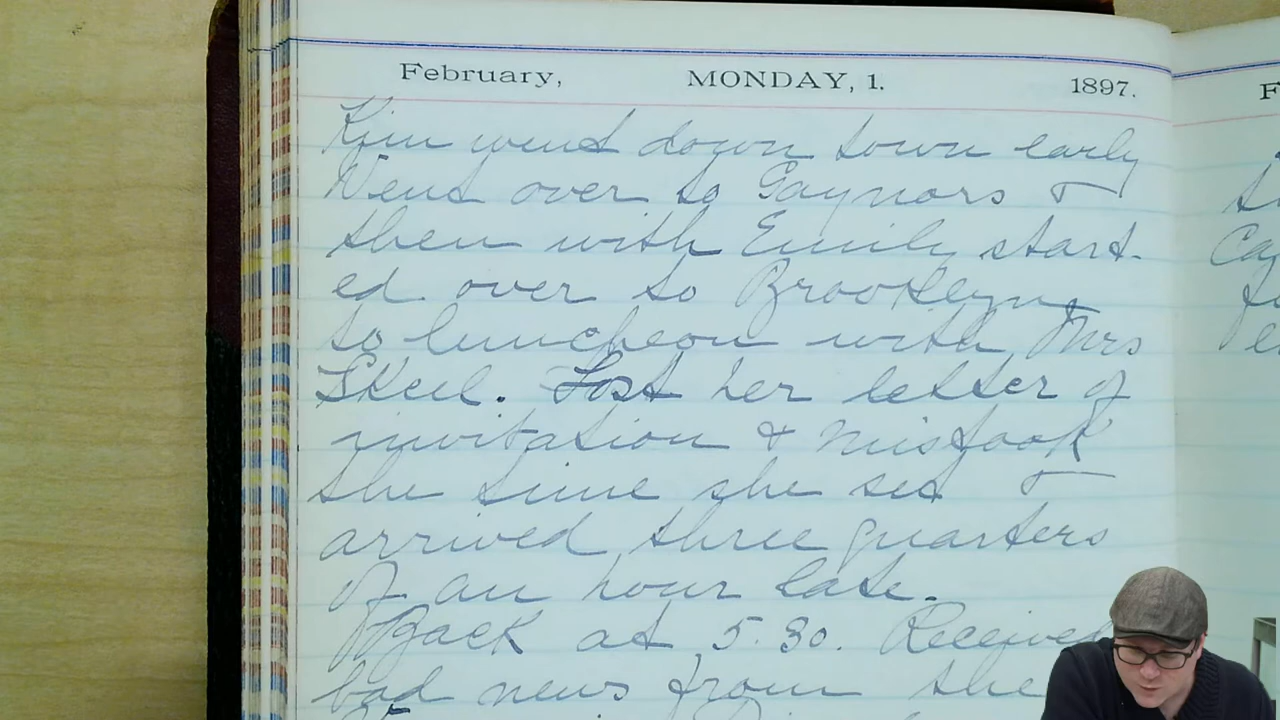 February, MONDAY, 1. 1897.
Kim went down town early
Went over to Gaynors &
then with Emily start-
ed over to Brooklyn
to luncheon with Mrs
Skeel. Lost her letter of
invitation & mistook
the time she set &
arrived three quarters
of an hour late.
Back at 5.30. Received
bad news from the